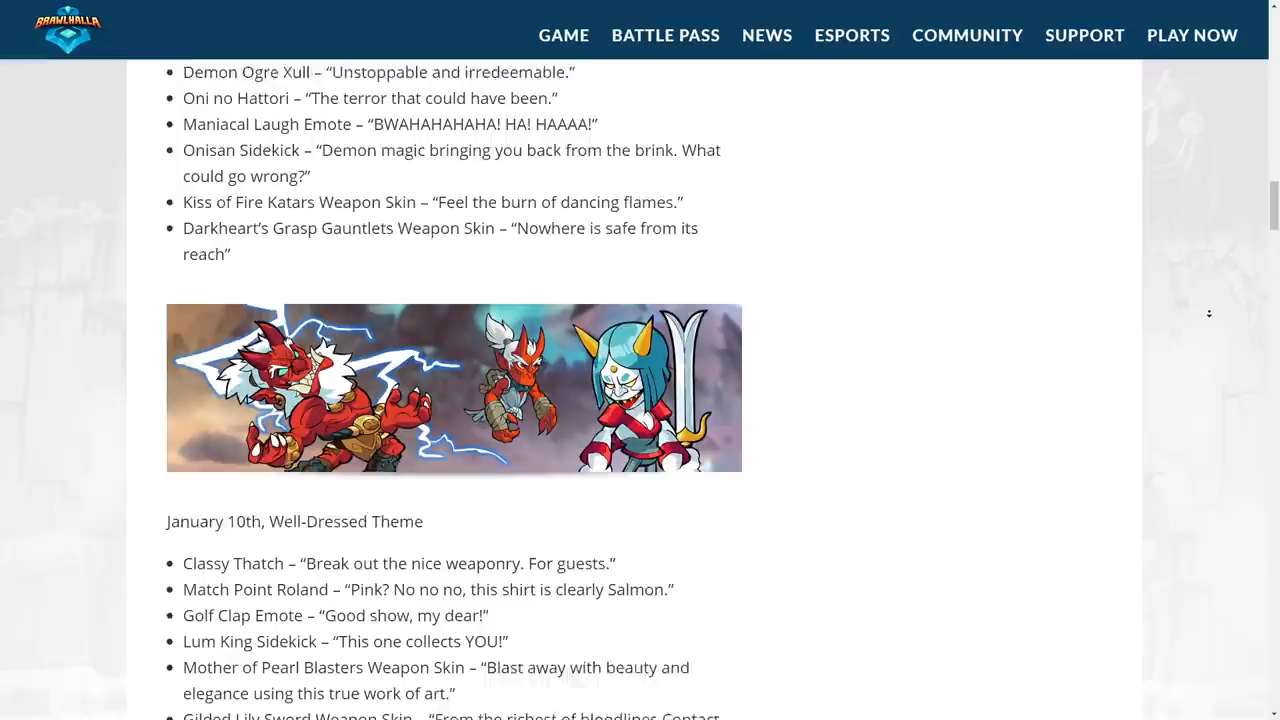 BRAWLHALLA
GAME BATTLE PASS NEWS ESPORTS COMMUNITY SUPPORT PLAY NOW
Demon Ogre Xull – “Unstoppable and irredeemable.”
Oni no Hattori – “The terror that could have been.”
Maniacal Laugh Emote – “BWAHAHAHAHA! HA! HAAAA!”
Onisan Sidekick – “Demon magic bringing you back from the brink. What
could go wrong?”
Kiss of Fire Katars Weapon Skin – “Feel the burn of dancing flames.”
Darkheart’s Grasp Gauntlets Weapon Skin – “Nowhere is safe from its
reach”
January 10th, Well-Dressed Theme
Classy Thatch – “Break out the nice weaponry. For guests.”
Match Point Roland – “Pink? No no no, this shirt is clearly Salmon.”
Golf Clap Emote – “Good show, my dear!”
Lum King Sidekick – “This one collects YOU!”
Mother of Pearl Blasters Weapon Skin – “Blast away with beauty and
elegance using this true work of art.”
Gilded Lily Sword Weapon Skin – “From the richest of bloodlines Contact